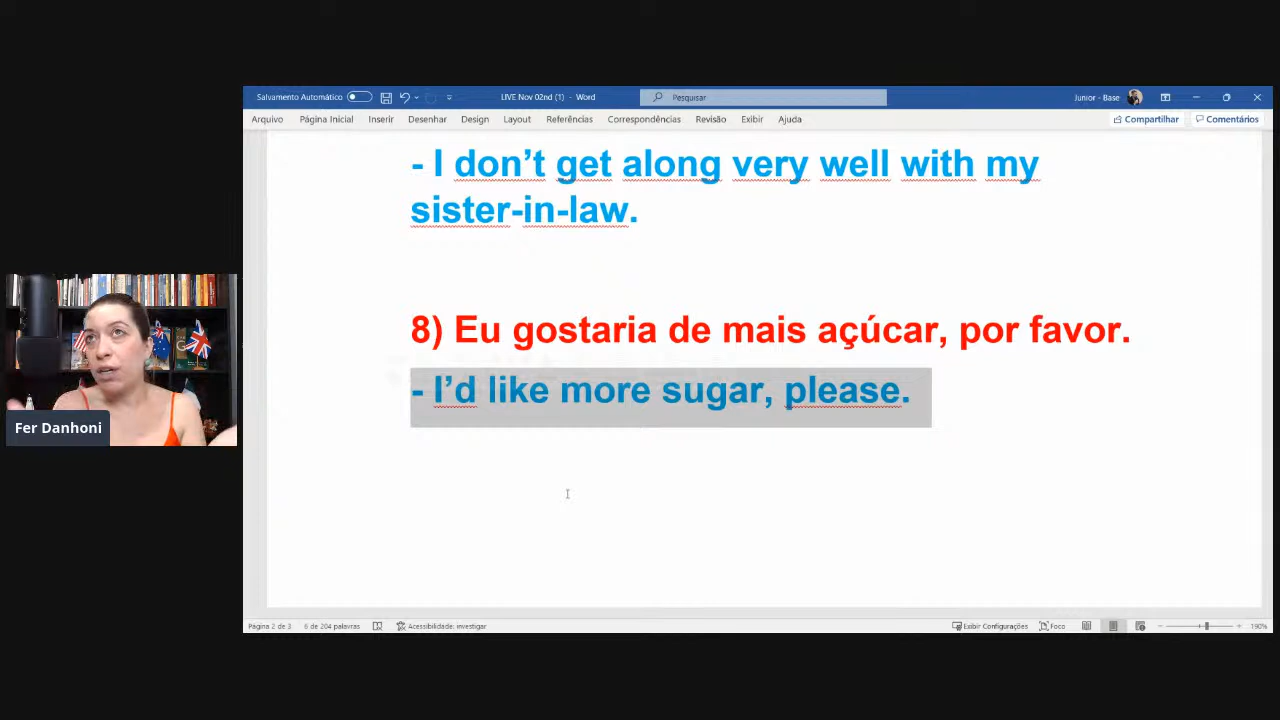 Salvamento Automático
LIVE Nov 02nd (1) - Word
Pesquisar
Junior - Base
Arquivo Página Inicial Inserir Desenhar Design Layout Referências Correspondências Revisão Exibir Ajuda
Compartilhar Comentários
- I don’t get along very well with my
sister-in-law.
8) Eu gostaria de mais açúcar, por favor.
- I’d like more sugar, please.
Fer Danhoni
Página 2 de 3 6 de 204 palavras Acessibilidade: investigar
Exibir Configurações Foco 190%